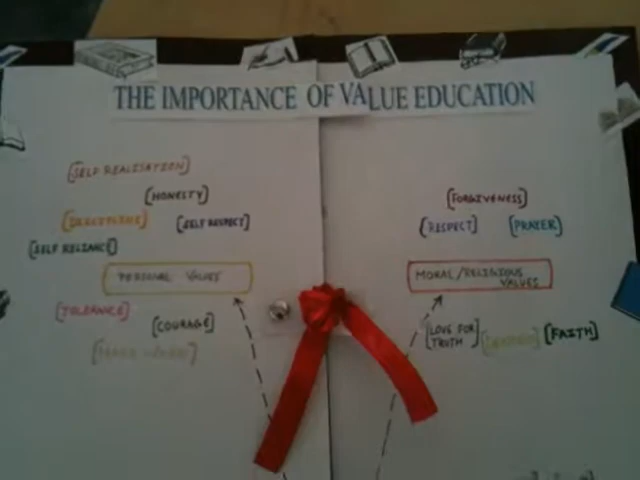 THE IMPORTANCE OF VALUE EDUCATION
[SELF REALISATION]
[HONESTY]
[DISCIPLINE]
[SELF RESPECT]
[SELF RELIANCE]
PERSONAL VALUES
[TOLERANCE]
[COURAGE]
[FORGIVENESS]
[RESPECT]
[PRAYER]
MORAL/RELIGIOUS
VALUES
[LOVE FOR
TRUTH]
[FAITH]